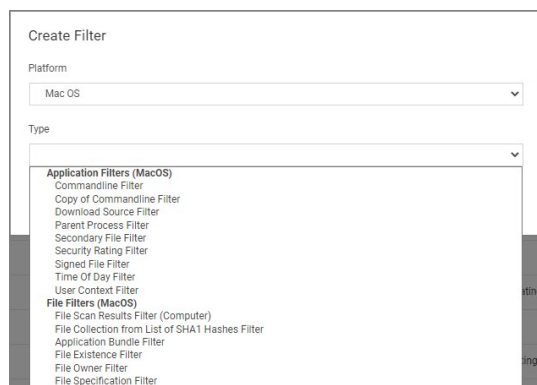 Create Filter
Platform
Mac OS
Type
Application Filters (MacOS)
Commandline Filter
Copy of Commandline Filter
Download Source Filter
Parent Process Filter
Secondary File Filter
Security Rating Filter
Signed File Filter
Time Of Day Filter
User Context Filter
File Filters (MacOS)
File Scan Results Filter (Computer)
File Collection from List of SHA1 Hashes Filter
Application Bundle Filter
File Existence Filter
File Owner Filter
File Specification Filter